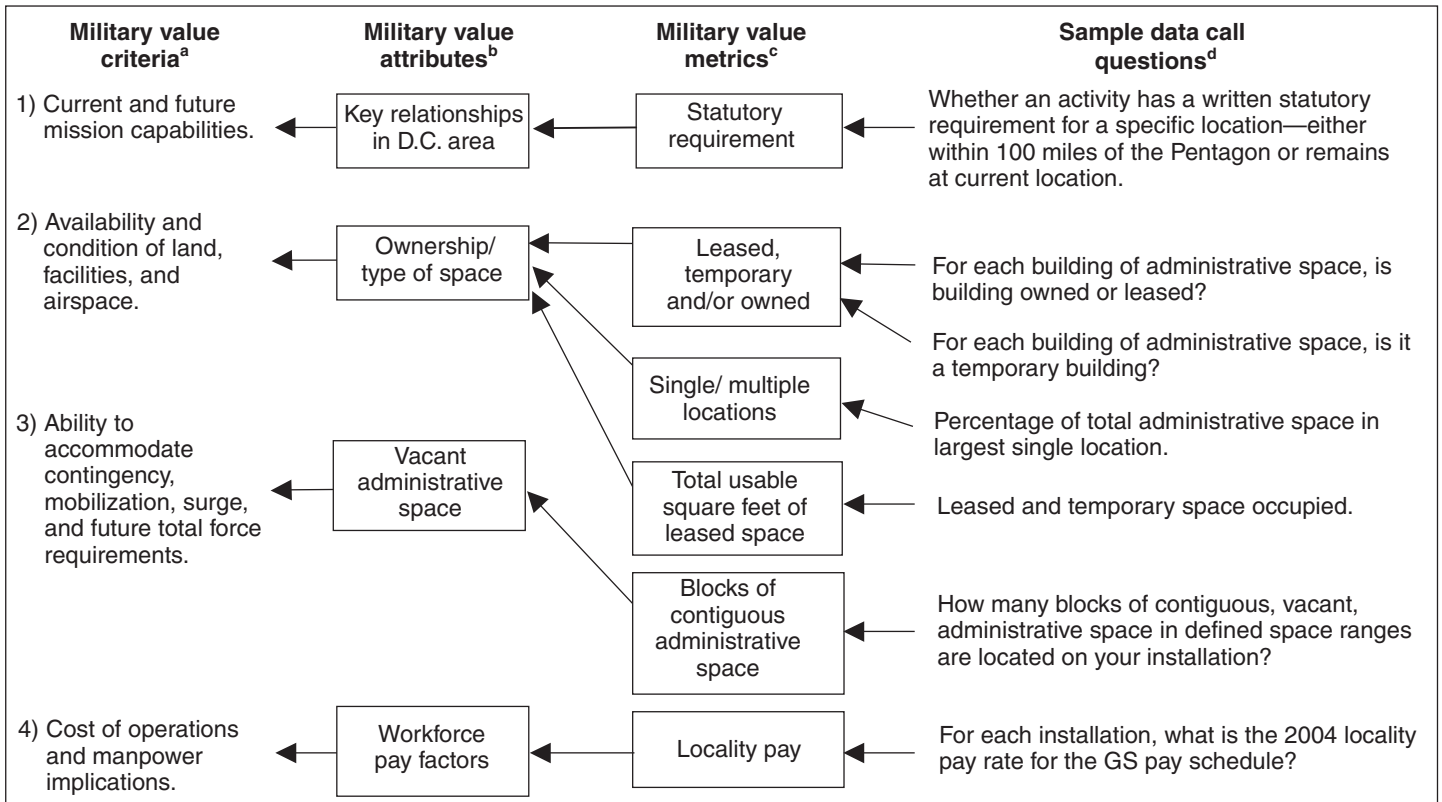 Military value
criteriaa
Military value
attributesb
Military value
metricsc
Sample data call
questionsd
1) Current and future
mission capabilities.
Key relationships
in D.C. area
Statutory
requirement
Whether an activity has a written statutory
requirement for a specific location—either
within 100 miles of the Pentagon or remains
at current location.
2) Availability and
condition of land,
facilities, and
airspace.
Ownership/
type of space
Leased,
temporary
and/or owned
For each building of administrative space, is
building owned or leased?
For each building of administrative space, is it
a temporary building?
Single/ multiple
locations
Percentage of total administrative space in
largest single location.
3) Ability to
accommodate
contingency,
mobilization, surge,
and future total force
requirements.
Vacant
administrative
space
Total usable
square feet of
leased space
Leased and temporary space occupied.
Blocks of
contiguous
administrative
space
How many blocks of contiguous, vacant,
administrative space in defined space ranges
are located on your installation?
4) Cost of operations
and manpower
implications.
Workforce
pay factors
Locality pay
For each installation, what is the 2004 locality
pay rate for the GS pay schedule?